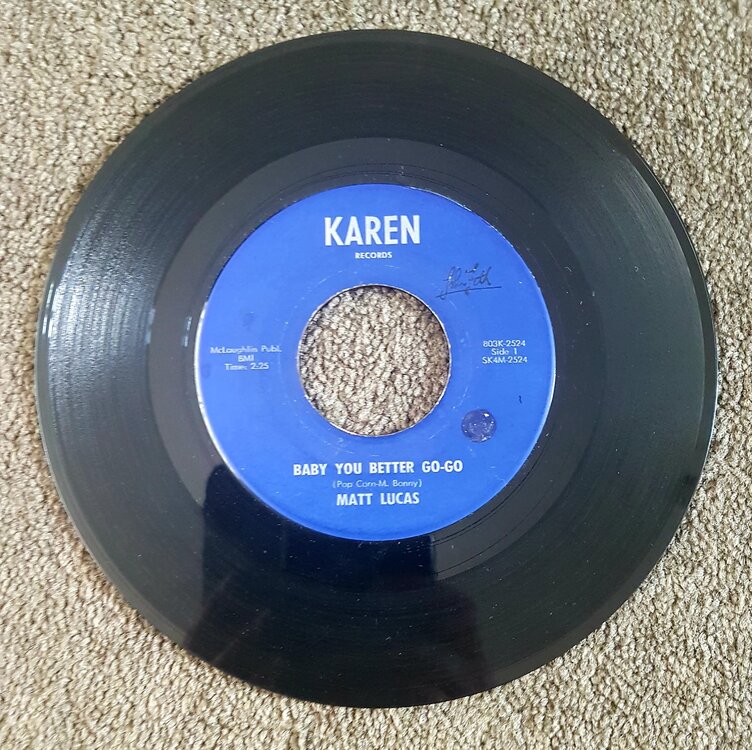 KAREN
RECORDS
McLaughlin Publ.
BMI
Time: 2:25
803K-2524
Side 1
SK4M-2524
BABY YOU BETTER GO-GO
(Pop Corn-M. Bonny)
MATT LUCAS